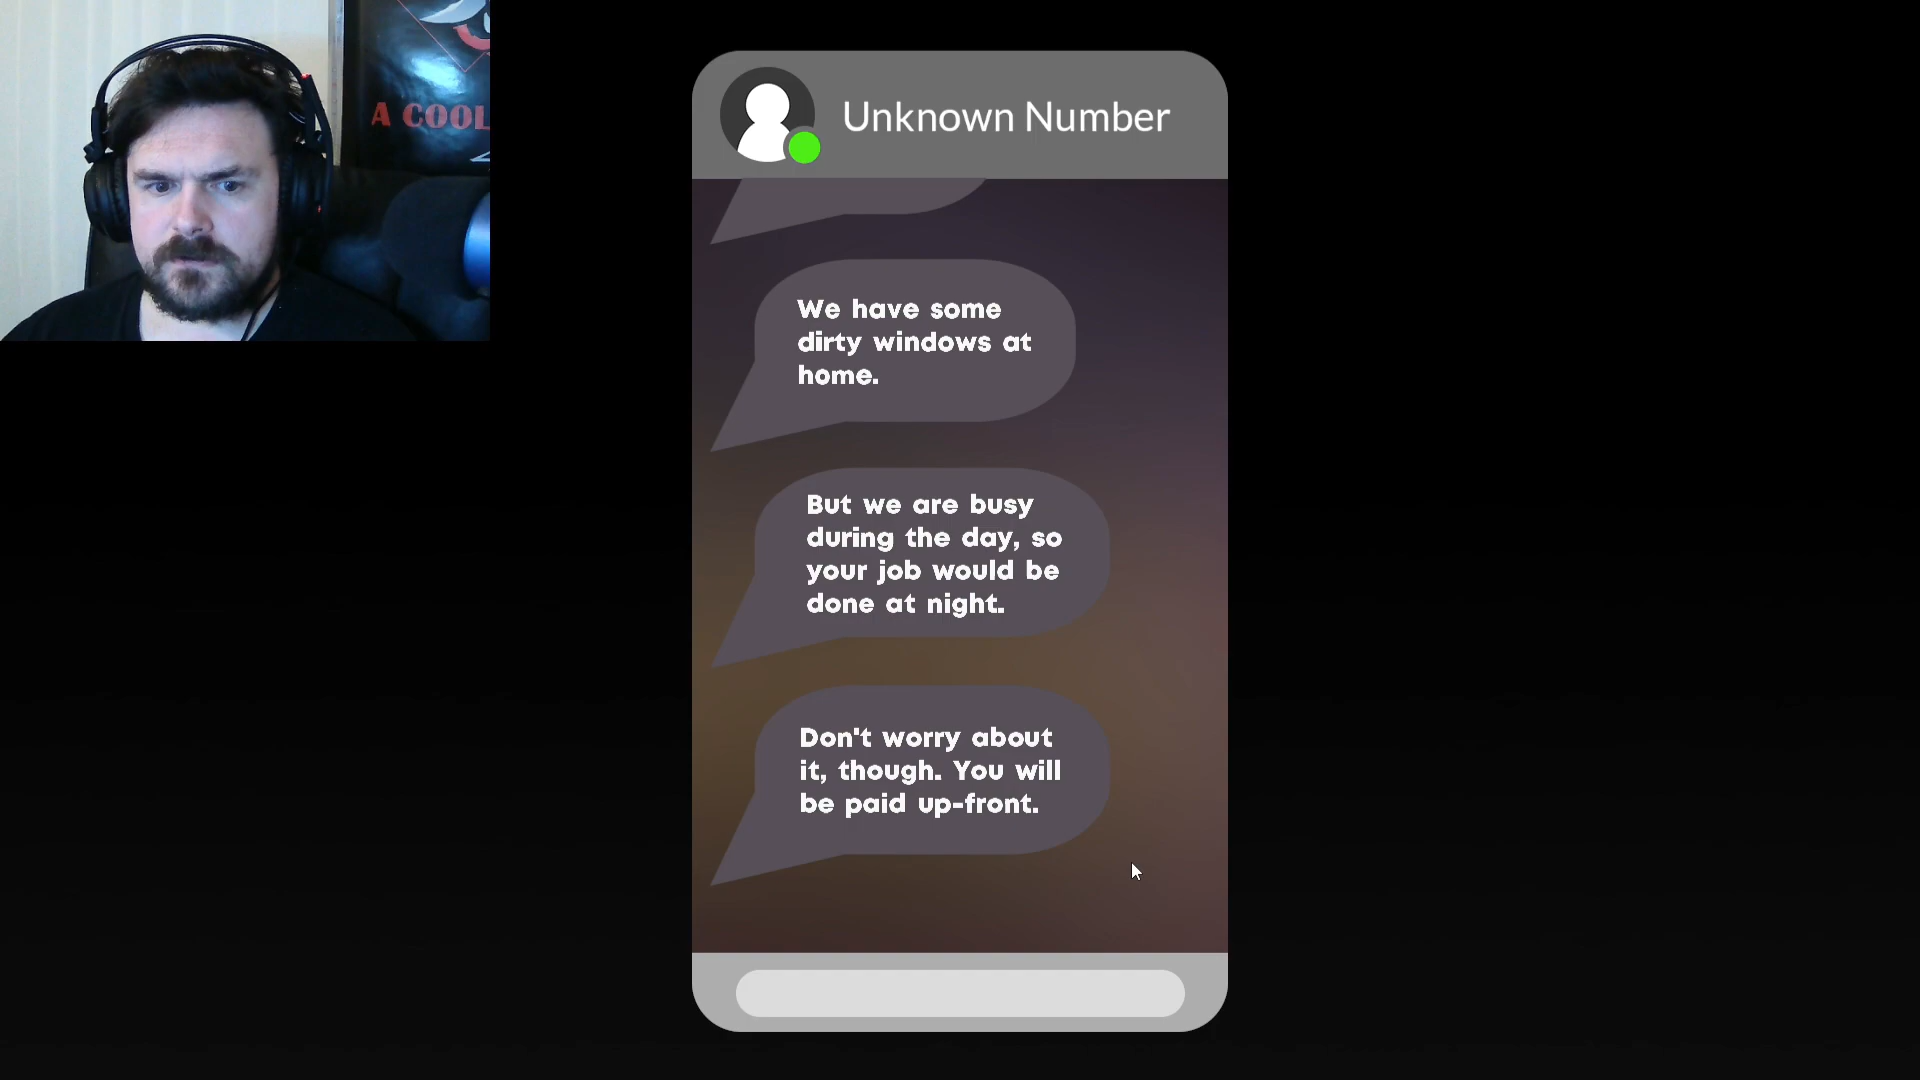 A COOL
Unknown Number
We have some
dirty windows at
home.
But we are busy
during the day, so
your job would be
done at night.
Don't worry about
it, though. You will
be paid up-front.